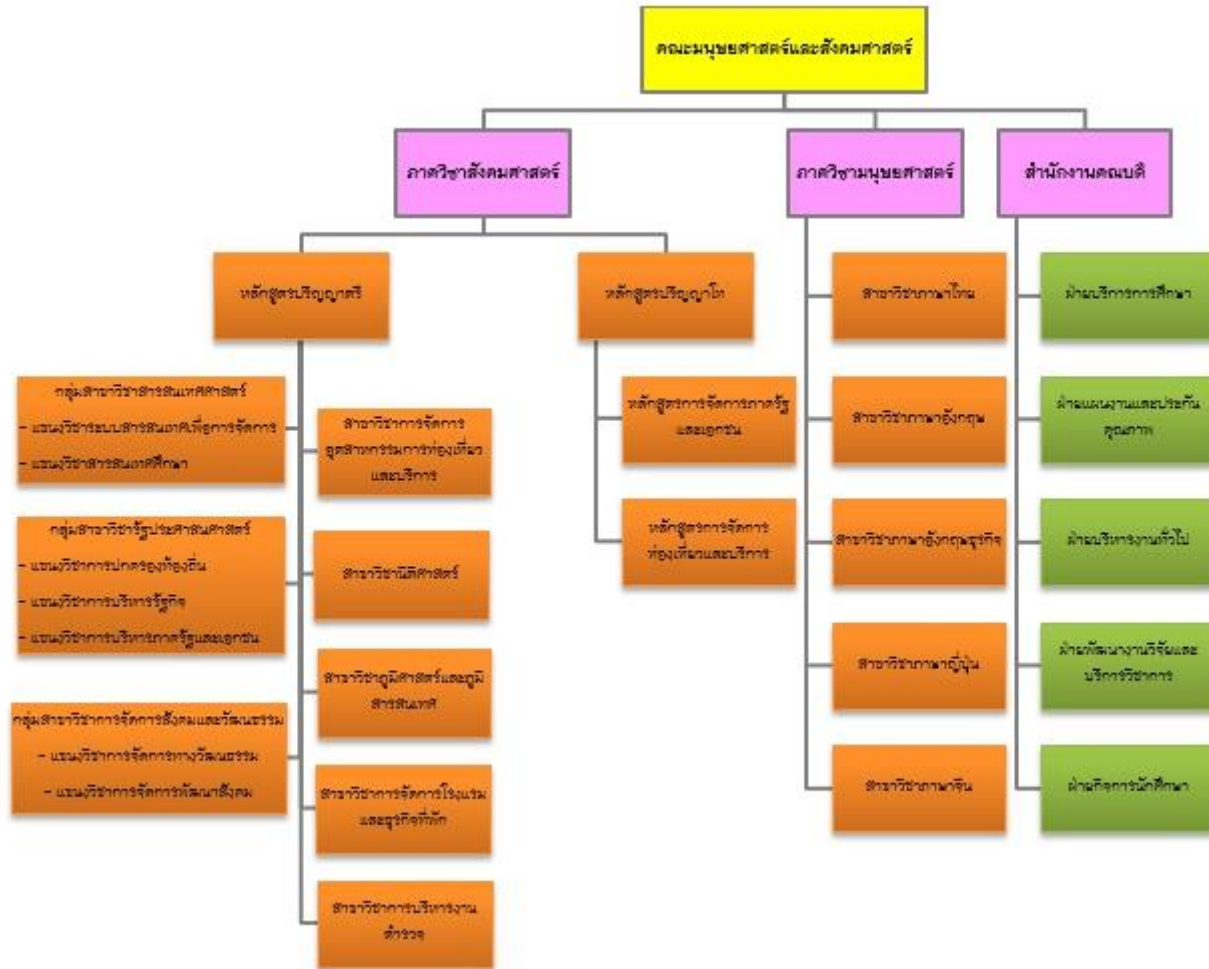 คณะมนุษยศาสตร์และสังคมศาสตร์
ภาควิชาสังคมศาสตร์
ภาควิชามนุษยศาสตร์
สำนักงานคณบดี
หลักสูตรปริญญาตรี
หลักสูตรปริญญาโท
สาขาวิชาภาษาไทย
ฝ่ายบริการการศึกษา
กลุ่มสาขาวิชาสารสนเทศศาสตร์
- แขนงวิชาระบบสารสนเทศเพื่อการจัดการ
- แขนงวิชาสารสนเทศศึกษา
สาขาวิชาการจัดการ
อุตสาหกรรมการท่องเที่ยว
และบริการ
หลักสูตรการจัดการภาครัฐ
และเอกชน
สาขาวิชาภาษาอังกฤษ
ฝ่ายแผนงานและประกัน
คุณภาพ
กลุ่มสาขาวิชารัฐประศาสนศาสตร์
- แขนงวิชาการปกครองท้องถิ่น
- แขนงวิชาการบริหารรัฐกิจ
- แขนงวิชาการบริหารภาครัฐและเอกชน
สาขาวิชานิติศาสตร์
หลักสูตรการจัดการ
ท่องเที่ยวและบริการ
สาขาวิชาภาษาอังกฤษธุรกิจ
ฝ่ายบริหารงานทั่วไป
กลุ่มสาขาวิชาการจัดการสังคมและวัฒนธรรม
- แขนงวิชาการจัดการทางวัฒนธรรม
- แขนงวิชาการจัดการพัฒนาสังคม
สาขาวิชาภูมิศาสตร์และภูมิ
สารสนเทศ
สาขาวิชาภาษาญี่ปุ่น
ฝ่ายพัฒนางานวิจัยและ
บริการวิชาการ
สาขาวิชาการจัดการโรงแรม
และธุรกิจที่พัก
สาขาวิชาภาษาจีน
ฝ่ายกิจการนักศึกษา
สาขาวิชาการบริหารงาน
ตำรวจ